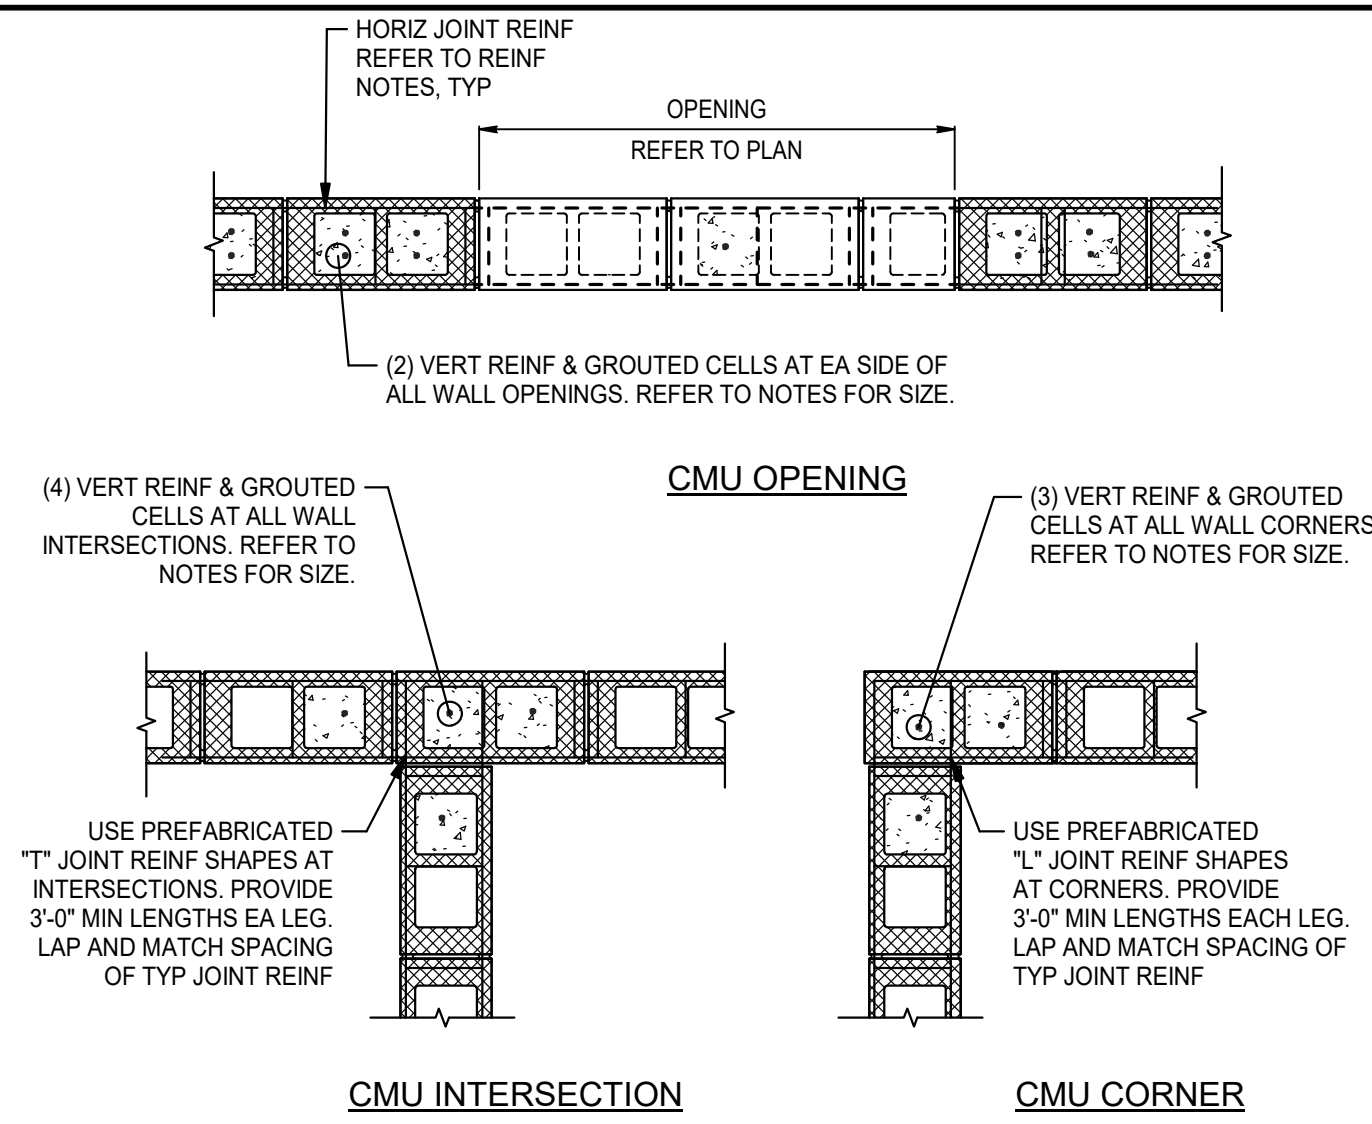 HORIZ JOINT REINF
REFER TO REINF
NOTES, TYP
OPENING
REFER TO PLAN
(2) VERT REINF & GROUTED CELLS AT EA SIDE OF
ALL WALL OPENINGS. REFER TO NOTES FOR SIZE.
CMU OPENING
(4) VERT REINF & GROUTED
CELLS AT ALL WALL
INTERSECTIONS. REFER TO
NOTES FOR SIZE.
(3) VERT REINF & GROUTED
CELLS AT ALL WALL CORNERS
REFER TO NOTES FOR SIZE.
USE PREFABRICATED
"T" JOINT REINF SHAPES AT
INTERSECTIONS. PROVIDE
3'-0" MIN LENGTHS EA LEG.
LAP AND MATCH SPACING
OF TYP JOINT REINF
USE PREFABRICATED
"L" JOINT REINF SHAPES
AT CORNERS. PROVIDE
3'-0" MIN LENGTHS EACH LEG.
LAP AND MATCH SPACING OF
TYP JOINT REINF
CMU INTERSECTION
CMU CORNER